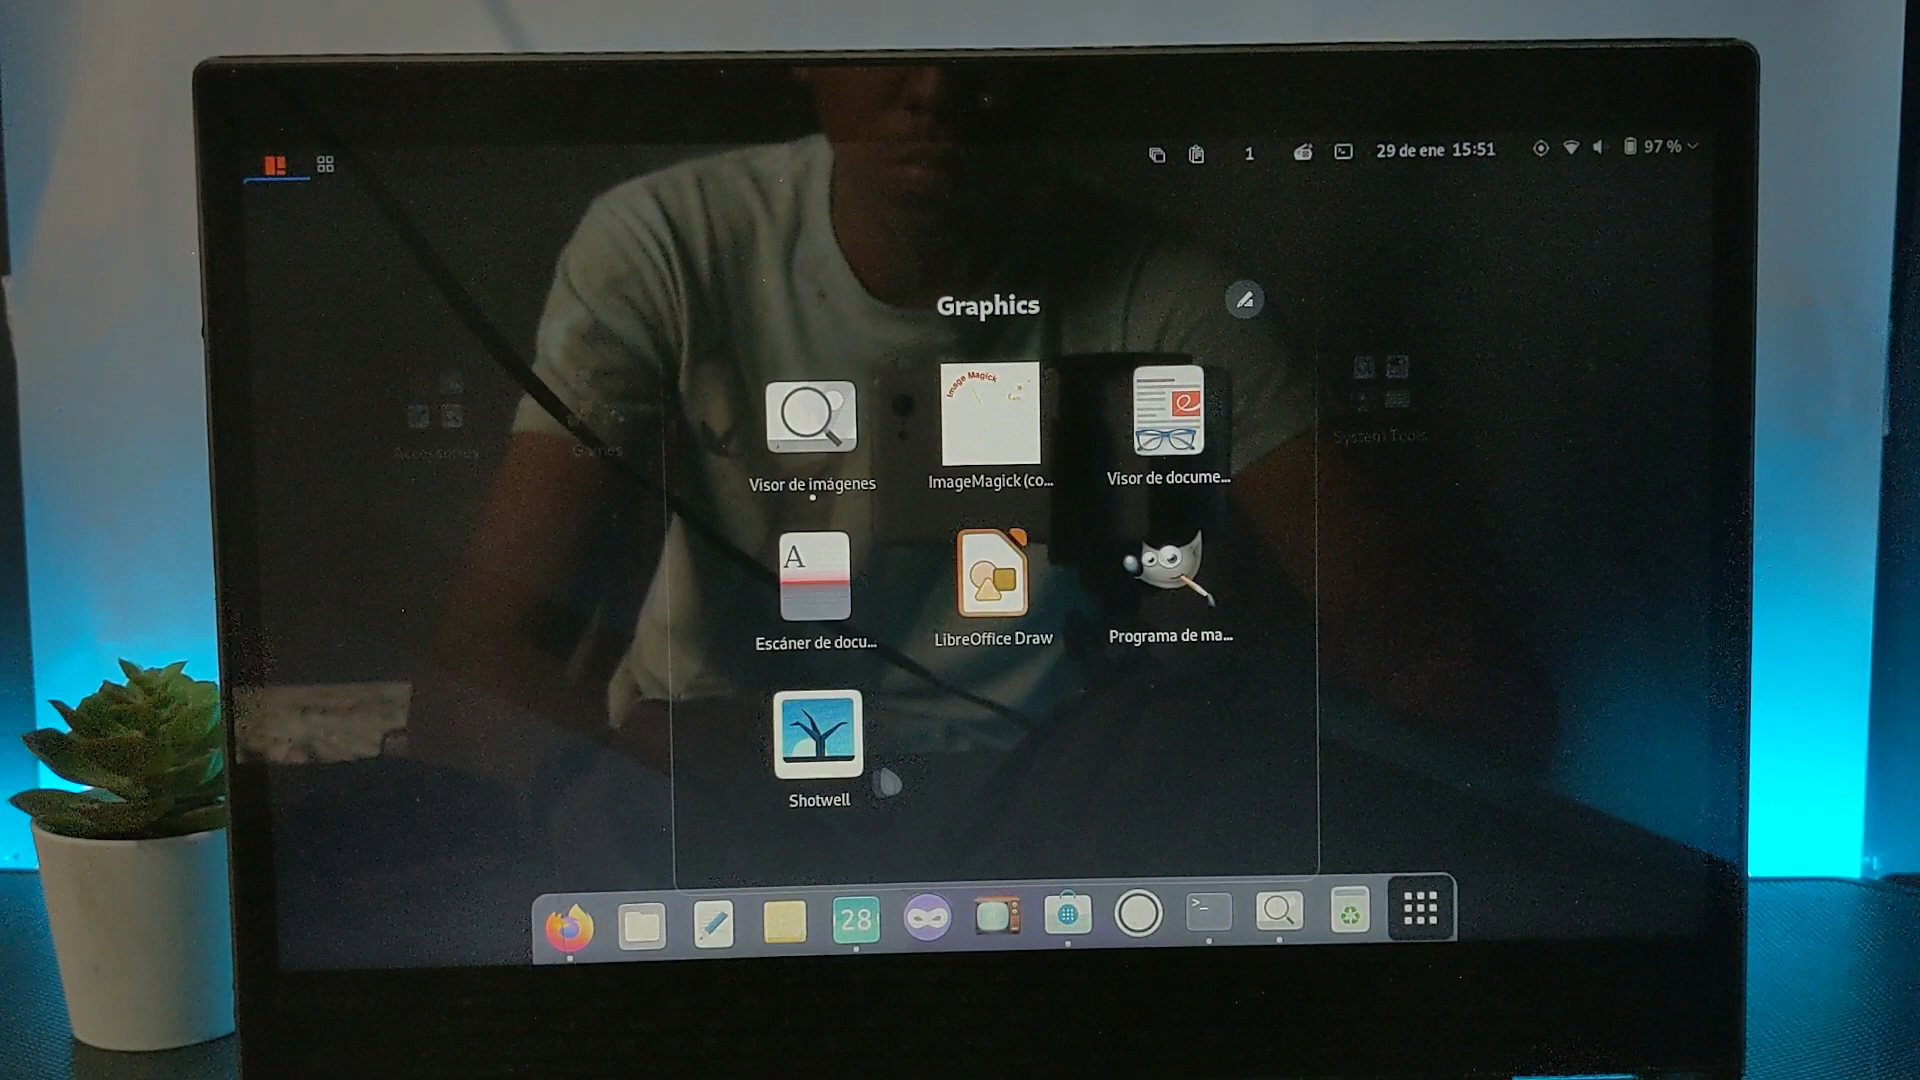 1
29 de ene 15:51
97 %
Graphics
Accessories
Games
System Tools
Image Magick
Visor de imágenes
ImageMagick (co...
Visor de docume...
A
Escáner de docu...
LibreOffice Draw
Programa de ma...
Shotwell
28
>_